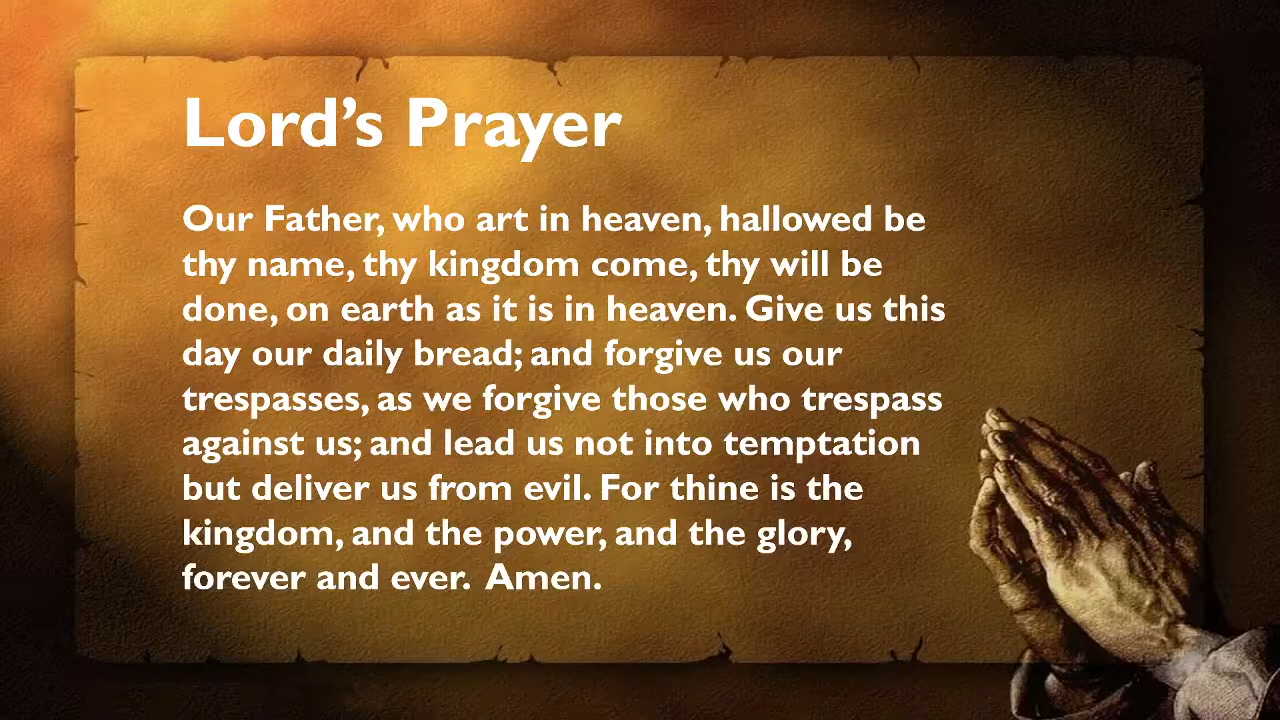 Lord’s Prayer
Our Father, who art in heaven, hallowed be
thy name, thy kingdom come, thy will be
done, on earth as it is in heaven. Give us this
day our daily bread; and forgive us our
trespasses, as we forgive those who trespass
against us; and lead us not into temptation
but deliver us from evil. For thine is the
kingdom, and the power, and the glory,
forever and ever.  Amen.